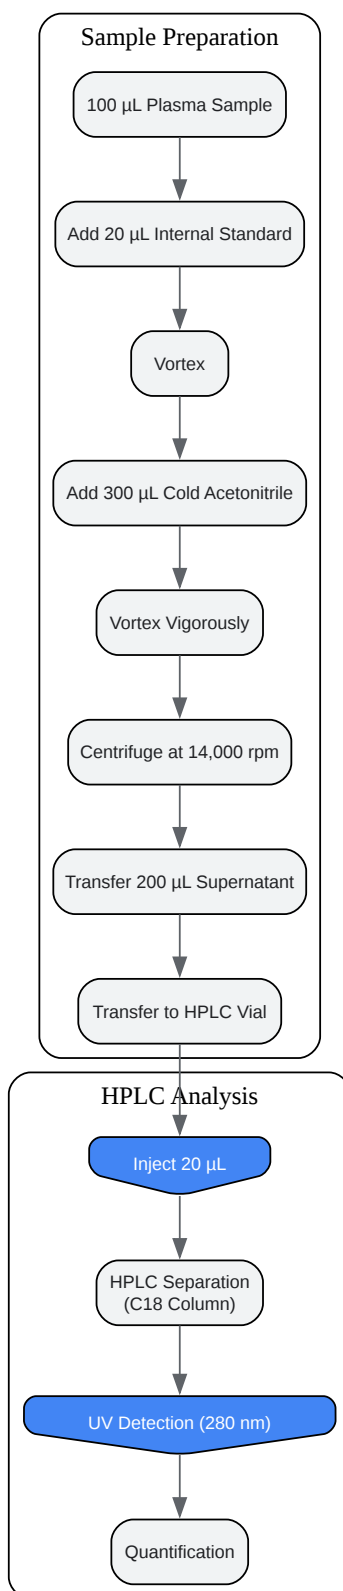 Sample Preparation
100 µL Plasma Sample
Add 20 µL Internal Standard
Vortex
Add 300 µL Cold Acetonitrile
Vortex Vigorously
Centrifuge at 14,000 rpm
Transfer 200 µL Supernatant
Transfer to HPLC Vial
HPLC Analysis
Inject 20 µL
HPLC Separation
(C18 Column)
UV Detection (280 nm)
Quantification